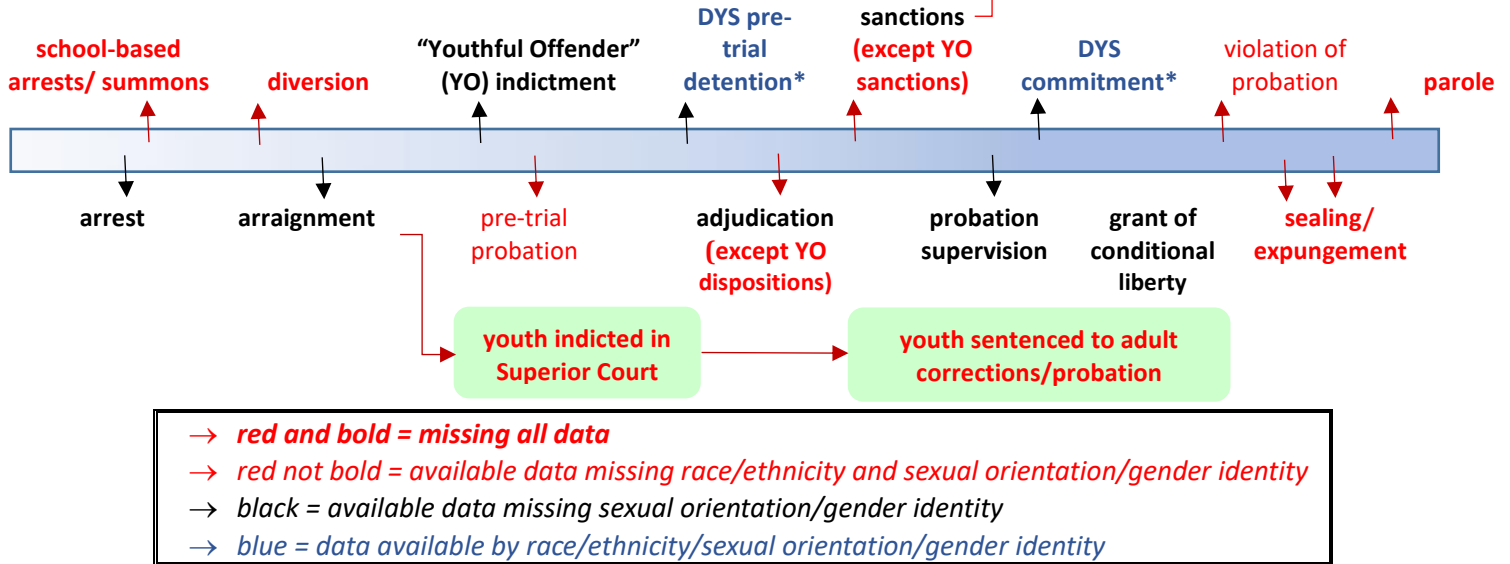 school-based
arrests/ summons
diversion
“Youthful Offender”
(YO) indictment
DYS pre-
trial
detention*
sanctions
(except YO
sanctions)
DYS
commitment*
violation of
probation
parole
arrest
arraignment
pre-trial
probation
adjudication
(except YO
dispositions)
probation
supervision
grant of
conditional
liberty
sealing/
expungement
youth indicted in
Superior Court
youth sentenced to adult
corrections/probation
→ red and bold = missing all data
→ red not bold = available data missing race/ethnicity and sexual orientation/gender identity
→ black = available data missing sexual orientation/gender identity
→ blue = data available by race/ethnicity/sexual orientation/gender identity